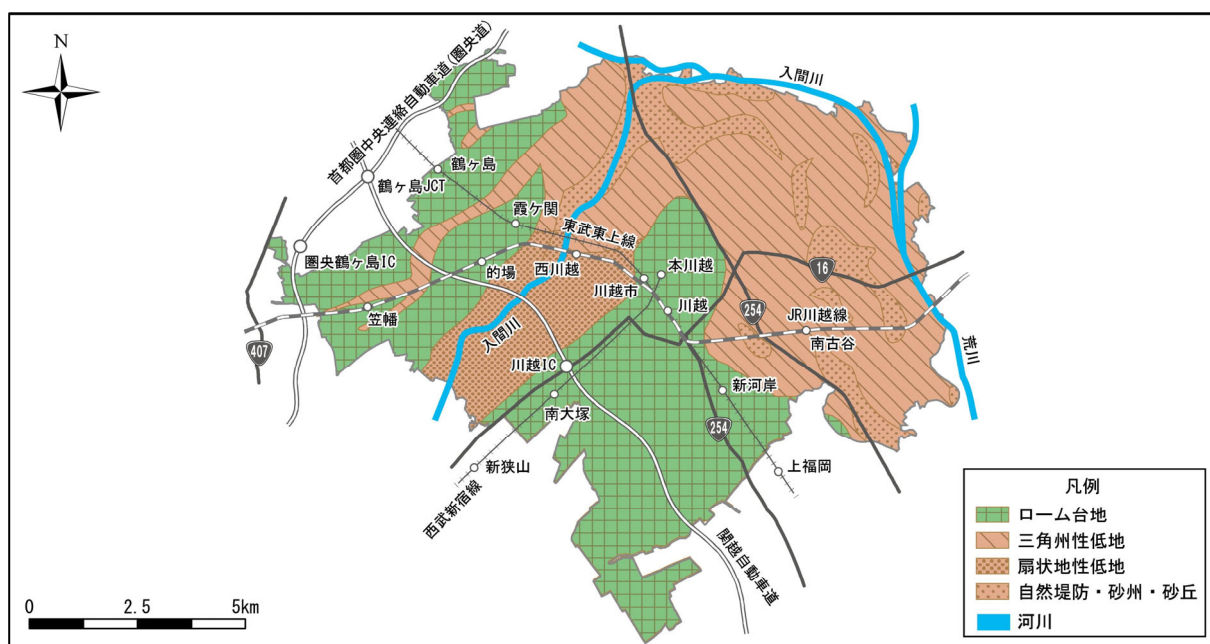 N
首都圏中央連絡自動車道(圏央道)
入間川
鶴ヶ島
鶴ヶ島JCT
霞ケ関
東武東上線
圏央鶴ヶ島IC
的場
西川越
本川越
川越市
16
川越
254
JR川越線
笠幡
入間川
南古谷
荒川
407
川越IC
新河岸
南大塚
254
新狭山
上福岡
西武新宿線
関越自動車道
凡例
ローム台地
三角州性低地
扇状地性低地
自然堤防・砂州・砂丘
河川
0 2.5 5km